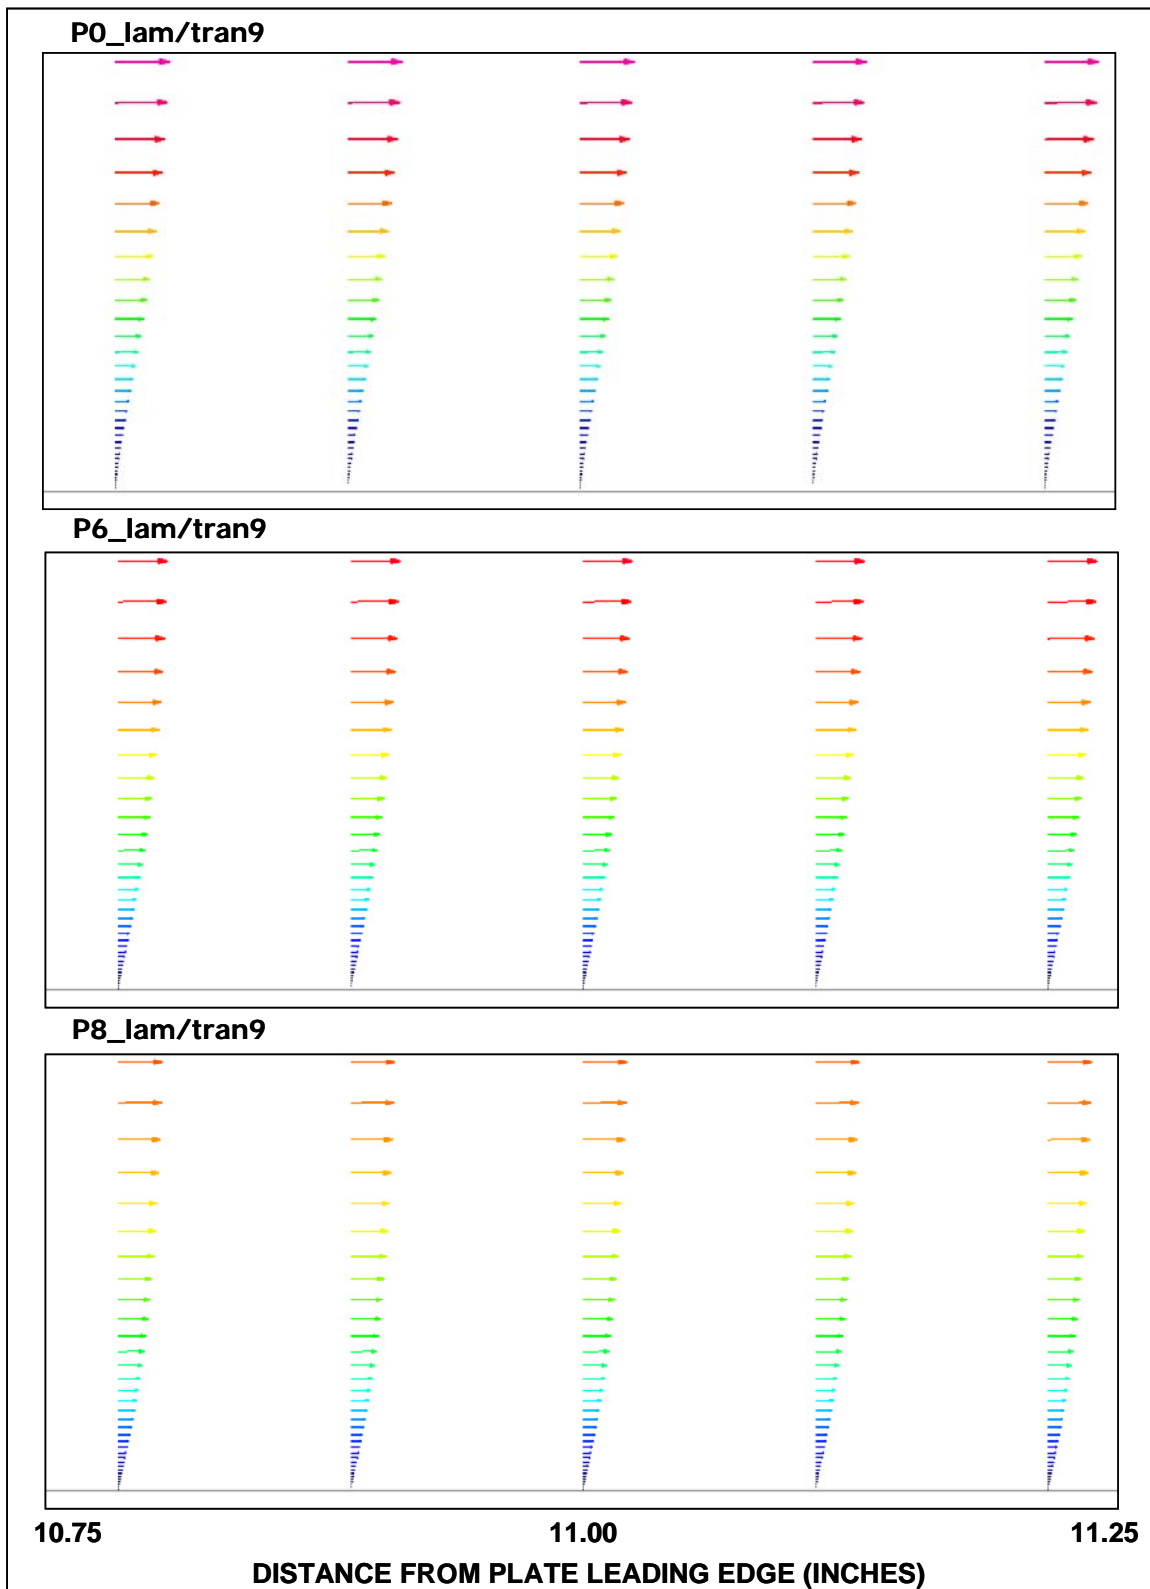 P0_lam/tran9
P6_lam/tran9
P8_lam/tran9
10.75 11.00 11.25
DISTANCE FROM PLATE LEADING EDGE (INCHES)